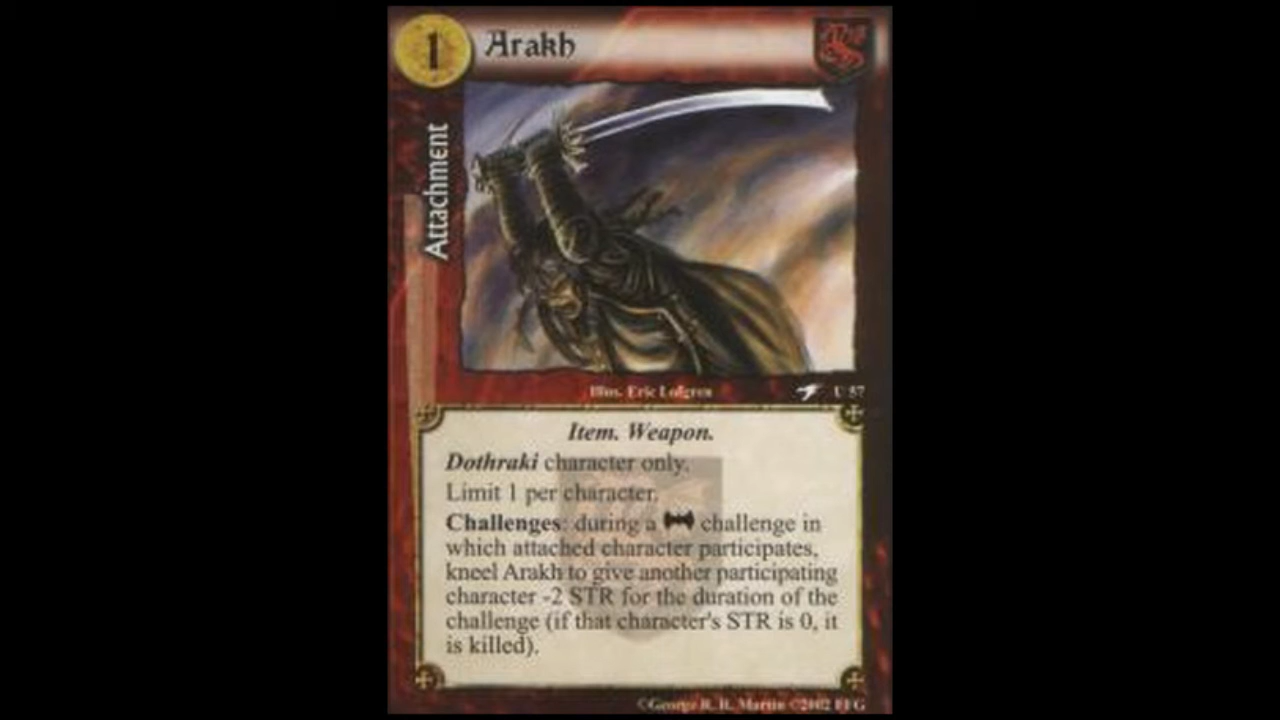 1 Arakh
Attachment
Illus. Eric Lofgren
U 57
Item. Weapon.
Dothraki character only.
Limit 1 per character.
Challenges: during a challenge in
which attached character participates,
kneel Arakh to give another participating
character -2 STR for the duration of the
challenge (if that character's STR is 0, it
is killed).
©George R. R. Martin ©2002 FFG